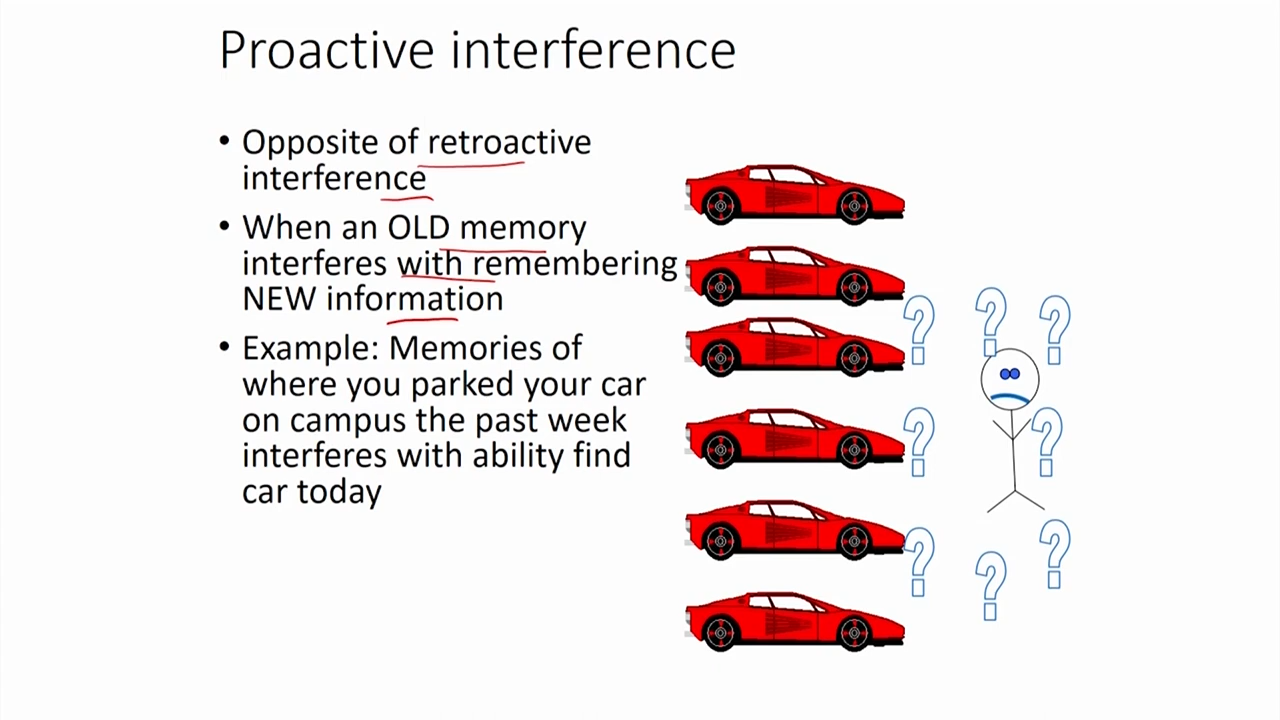 Proactive interference
• Opposite of retroactive
interference
• When an OLD memory
interferes with remembering
NEW information
• Example: Memories of
where you parked your car
on campus the past week
interferes with ability find
car today
? ? ?
? ?
? ? ?